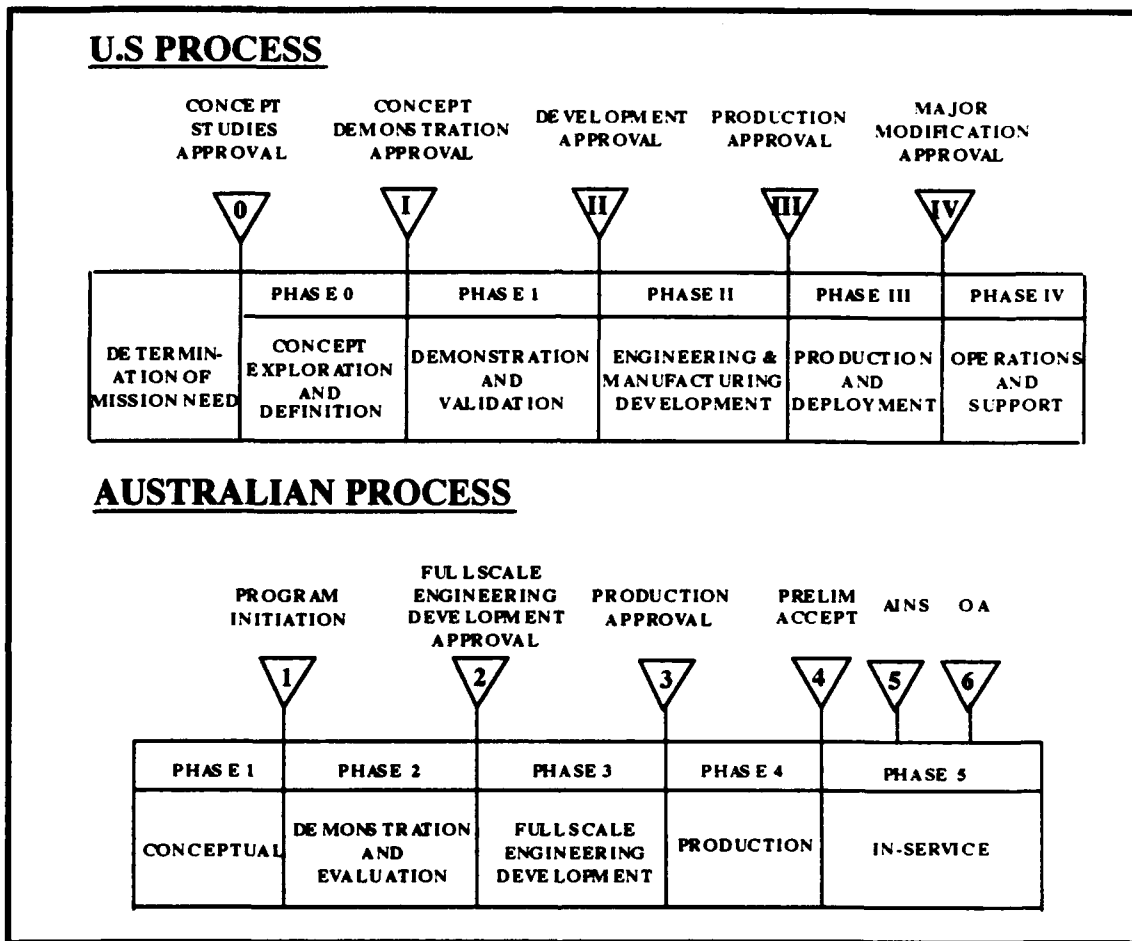 U.S PROCESS
CONCEPT
STUDIES
APPROVAL
CONCEPT
DEMONSTRATION
APPROVAL
DEVELOPMENT
APPROVAL
PRODUCTION
APPROVAL
MAJOR
MODIFICATION
APPROVAL
0
I
II
III
IV
DETERMIN-
ATION OF
MISSION NEED
PHASE 0
PHASE 1
PHASE II
PHASE III
PHASE IV
CONCEPT
EXPLORATION
AND
DEFINITION
DEMONSTRATION
AND
VALIDATION
ENGINEERING &
MANUFACTURING
DEVELOPMENT
PRODUCTION
AND
DEPLOYMENT
OPERATIONS
AND
SUPPORT
AUSTRALIAN PROCESS
PROGRAM
INITIATION
FULLSCALE
ENGINEERING
DEVELOPMENT
APPROVAL
PRODUCTION
APPROVAL
PRELIM
ACCEPT
AINS
OA
1
2
3
4
5
6
PHASE 1
PHASE 2
PHASE 3
PHASE 4
PHASE 5
CONCEPTUAL
DEMONSTRATION
AND
EVALUATION
FULLSCALE
ENGINEERING
DEVELOPMENT
PRODUCTION
IN-SERVICE